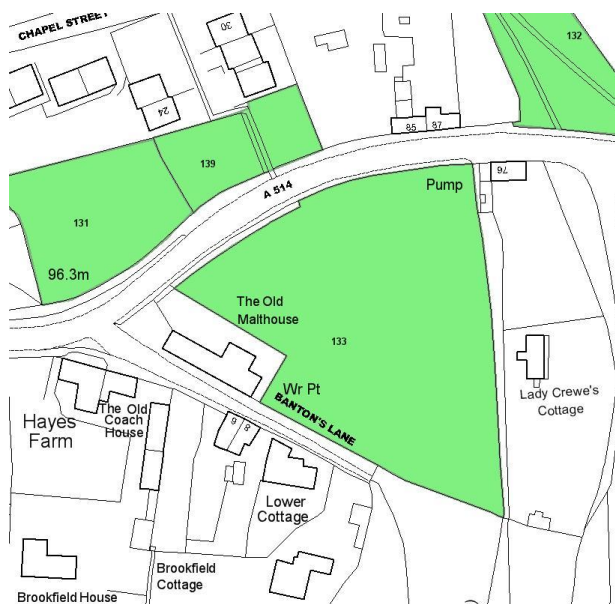 CHAPEL STREET
30
132
24
85 87
139
76
A 514
Pump
131
96.3m
The Old
Malthouse
133
Wr Pt
Lady Crewe's
Cottage
BANTON'S LANE
The Old
Coach
House
Hayes
Farm
6 8
Lower
Cottage
Brookfield
Cottage
Brookfield House